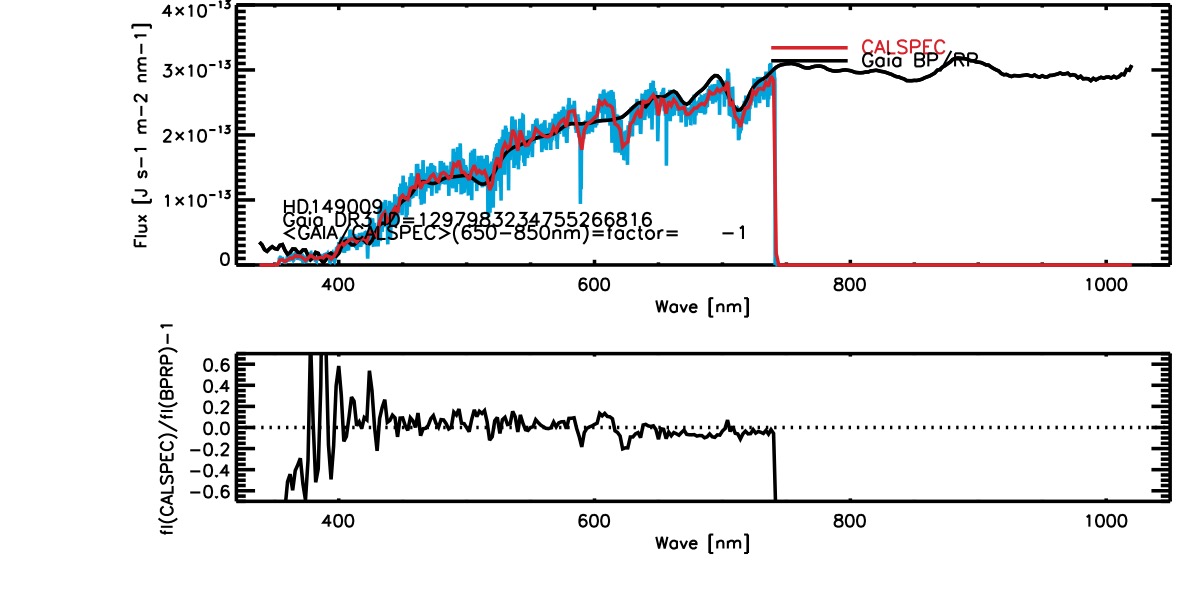 4×10−13
3×10−13
2×10−13
1×10−13
0
Flux [J s−1 m−2 nm−1]
CALSPEC
Gaia BP/RP
HD149009
Gaia DR3 ID=1297983234755266816
<GAIA/CALSPEC>(650−850nm)=factor= −1
400 600 800 1000
Wave [nm]
fl(CALSPEC)/fl(BPRP)−1
0.6
0.4
0.2
0.0
−0.2
−0.4
−0.6
400 600 800 1000
Wave [nm]